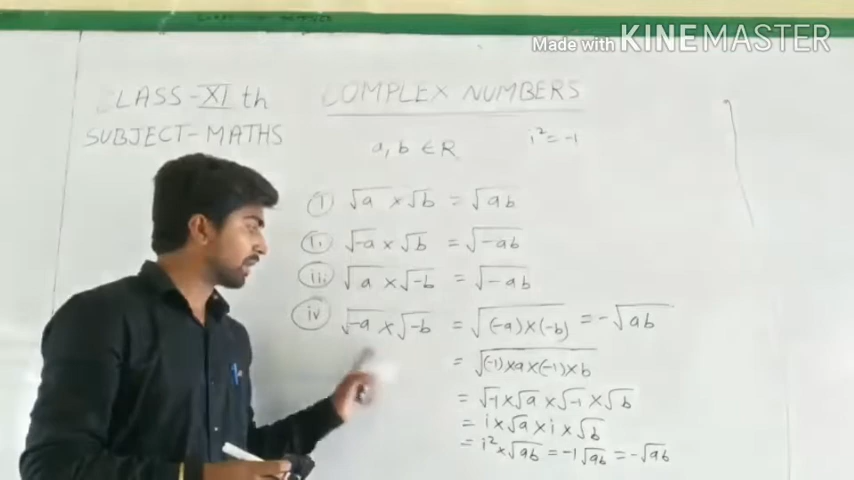 Made with KINEMASTER
CLASS-XI th
COMPLEX NUMBERS
SUBJECT-MATHS
a, b ∈ R i² = -1
(i) √a × √b = √ab
(ii) √-a × √b = √-ab
(iii) √a × √-b = √-ab
(iv) √-a × √-b = √(-a)×(-b) = -√ab
= √(-1)×a×(-1)×b
= √-1 × √a × √-1 × √b
= i × √a × i × √b
= i² × √ab = -1√ab = -√ab